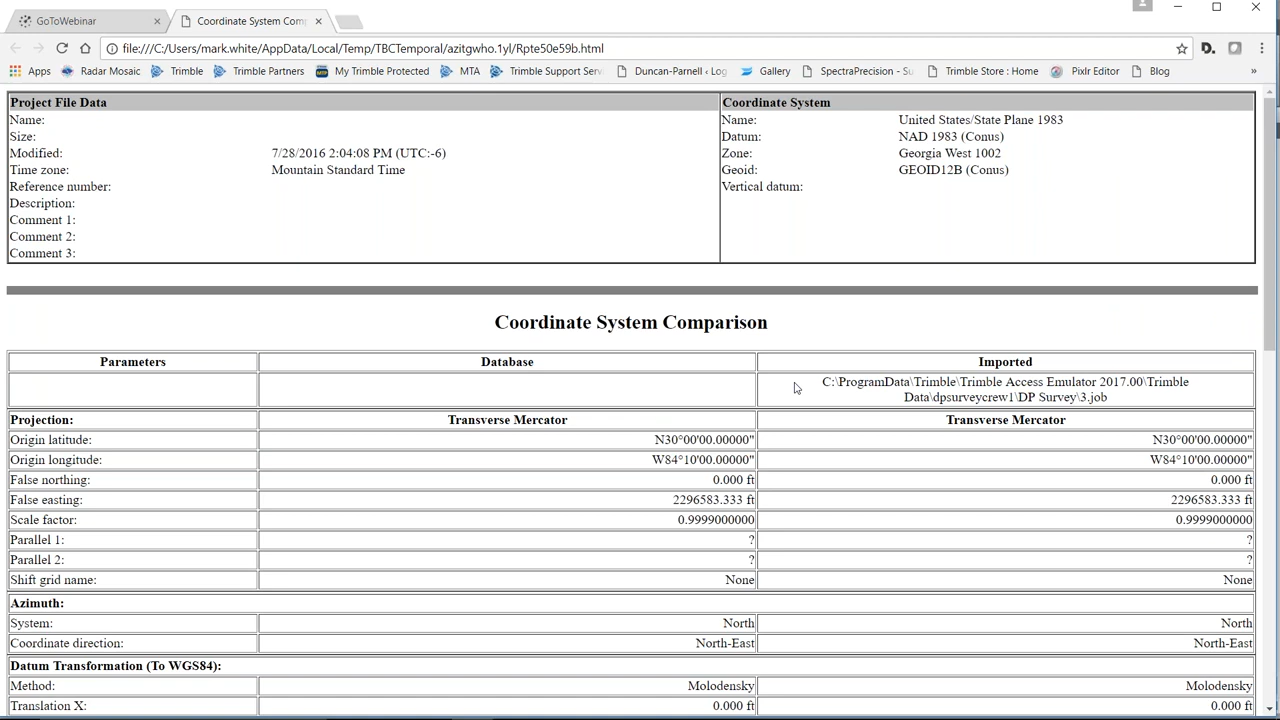 GoToWebinar
Coordinate System Com
file:///C:/Users/mark.white/AppData/Local/Temp/TBCTemporal/azitgwho.1yl/Rpte50e59b.html
Apps Radar Mosaic Trimble Trimble Partners My Trimble Protected MTA Trimble Support Servi Duncan-Parnell ‹ Log Gallery SpectraPrecision - Su Trimble Store : Home Pixlr Editor Blog »
Project File Data
Name:
Size:
Modified: 7/28/2016 2:04:08 PM (UTC:-6)
Time zone: Mountain Standard Time
Reference number:
Description:
Comment 1:
Comment 2:
Comment 3:
Coordinate System
Name: United States/State Plane 1983
Datum: NAD 1983 (Conus)
Zone: Georgia West 1002
Geoid: GEOID12B (Conus)
Vertical datum:
Coordinate System Comparison
Parameters Database Imported
C:\ProgramData\Trimble\Trimble Access Emulator 2017.00\Trimble
Data\dpsurveycrew1\DP Survey\3.job
Projection: Transverse Mercator Transverse Mercator
Origin latitude: N30°00'00.00000" N30°00'00.00000"
Origin longitude: W84°10'00.00000" W84°10'00.00000"
False northing: 0.000 ft 0.000 ft
False easting: 2296583.333 ft 2296583.333 ft
Scale factor: 0.9999000000 0.9999000000
Parallel 1: ? ?
Parallel 2: ? ?
Shift grid name: None None
Azimuth:
System: North North
Coordinate direction: North-East North-East
Datum Transformation (To WGS84):
Method: Molodensky Molodensky
Translation X: 0.000 ft 0.000 ft